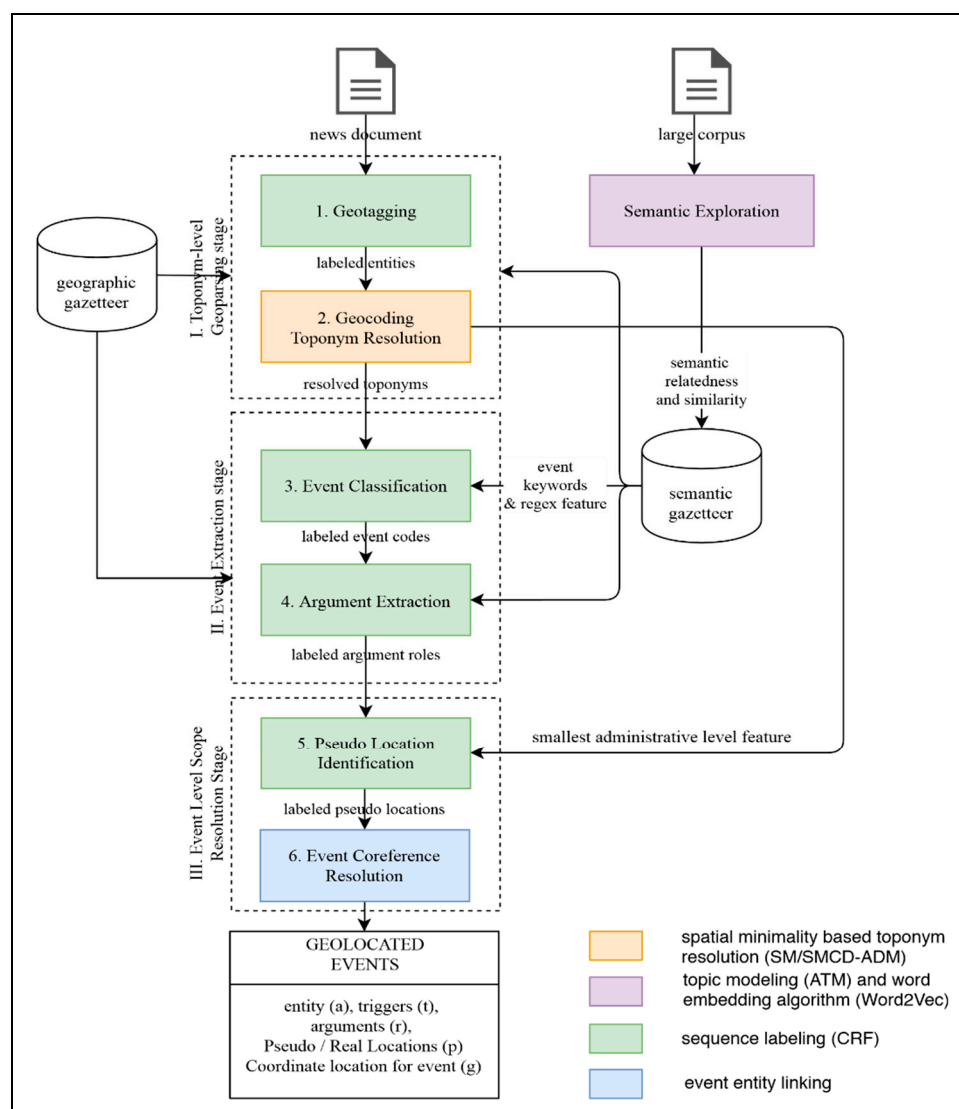 news document
large corpus
1. Geotagging
Semantic Exploration
I. Toponym-level
Geoparsing stage
geographic
gazetteer
labeled entities
2. Geocoding
Toponym Resolution
resolved toponyms
semantic
relatedness
and similarity
II. Event Extraction stage
3. Event Classification
event
keywords
& regex feature
semantic
gazetteer
labeled event codes
4. Argument Extraction
labeled argument roles
III. Event Level Scope
Resolution Stage
5. Pseudo Location
Identification
smallest administrative level feature
labeled pseudo locations
6. Event Coreference
Resolution
GEOLOCATED
EVENTS
entity (a), triggers (t),
arguments (r),
Pseudo / Real Locations (p)
Coordinate location for event (g)
spatial minimality based toponym
resolution (SM/SMCD-ADM)
topic modeling (ATM) and word
embedding algorithm (Word2Vec)
sequence labeling (CRF)
event entity linking